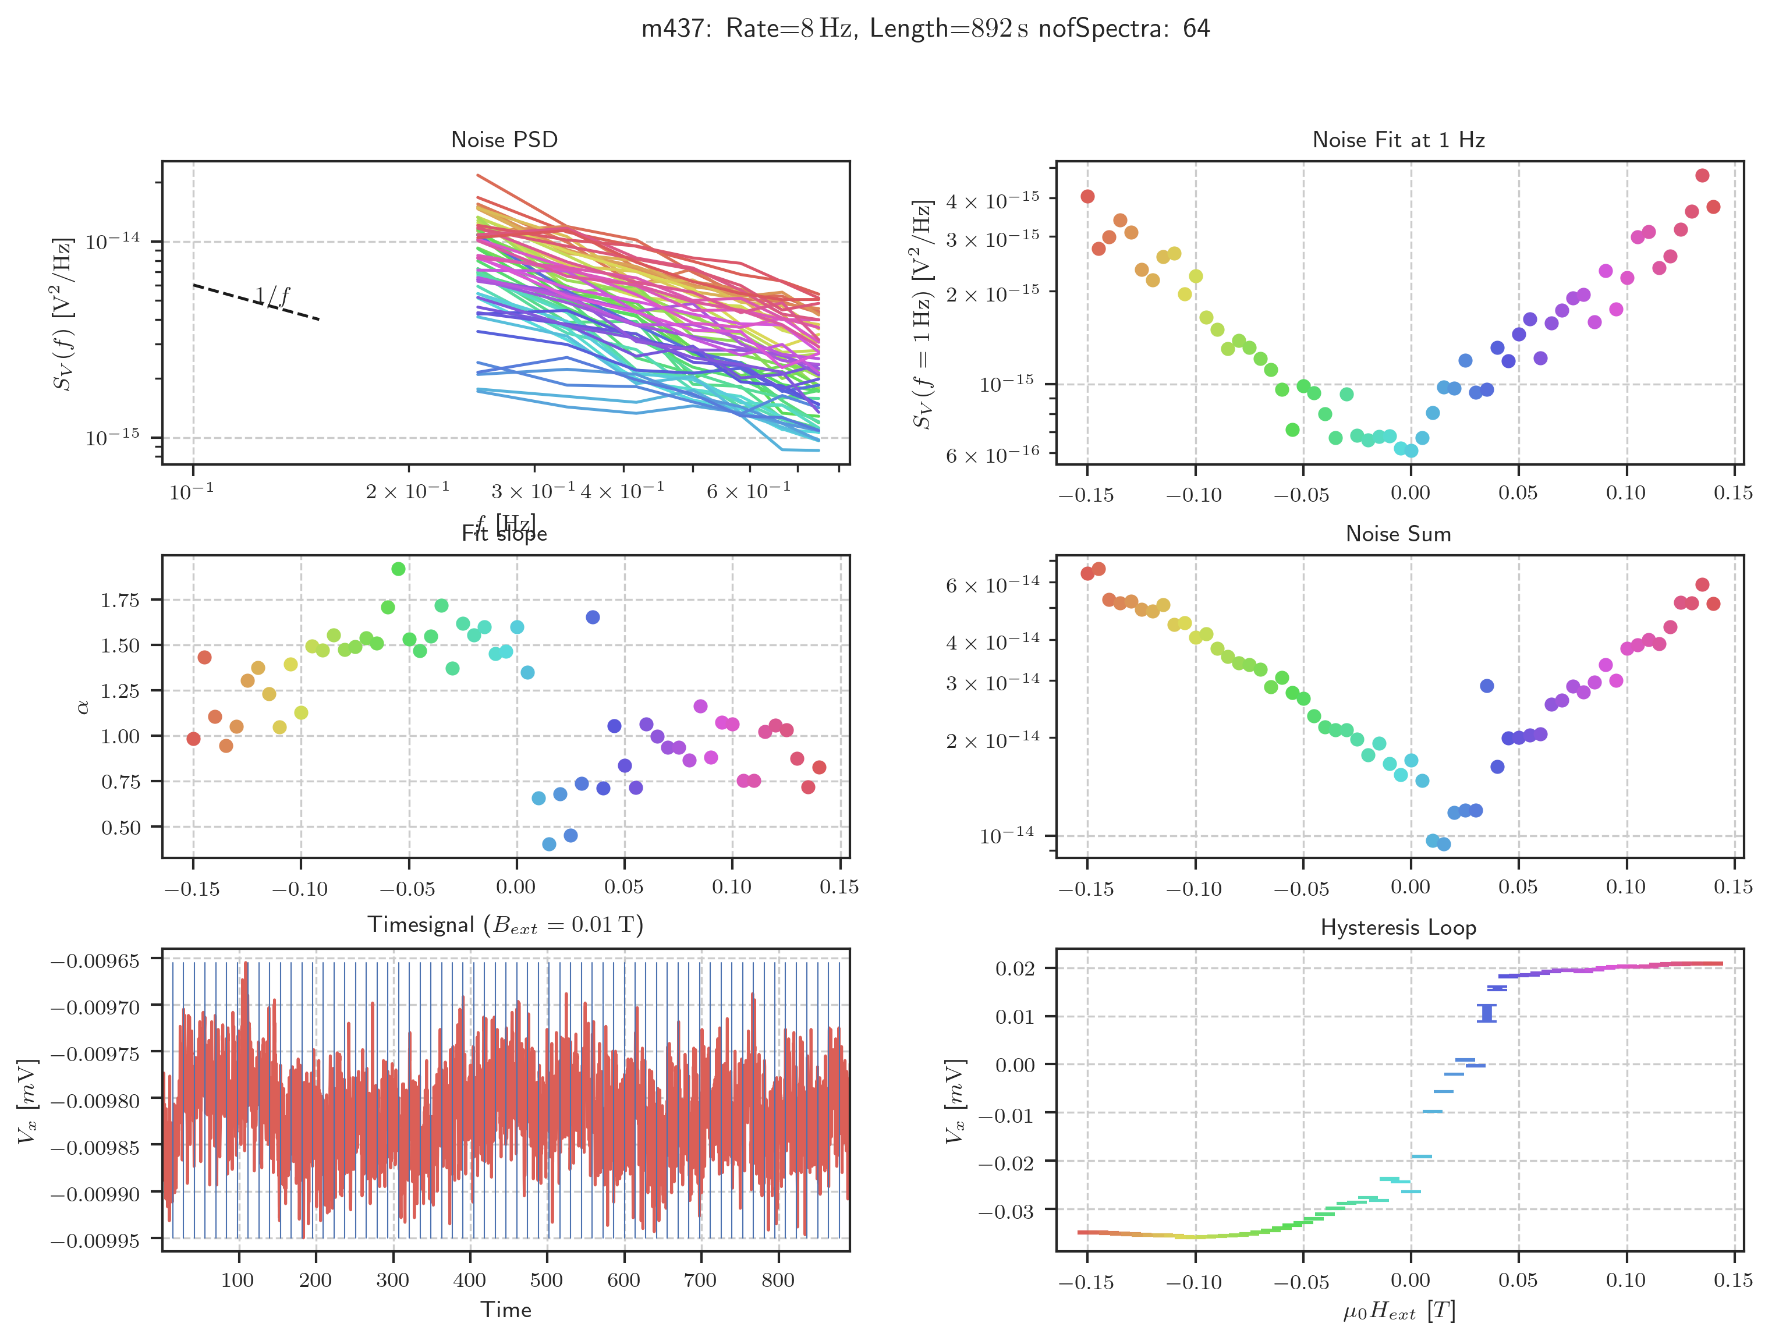 m437: Rate=8 Hz, Length=892 s nofSpectra: 64
Noise PSD
S_V(f) [V²/Hz]
10⁻¹⁴
10⁻¹⁵
1/f
10⁻¹
2 × 10⁻¹
3 × 10⁻¹
4 × 10⁻¹
6 × 10⁻¹
f [Hz]
Noise Fit at 1 Hz
S_V(f = 1 Hz) [V²/Hz]
4 × 10⁻¹⁵
3 × 10⁻¹⁵
2 × 10⁻¹⁵
10⁻¹⁵
6 × 10⁻¹⁶
−0.15 −0.10 −0.05 0.00 0.05 0.10 0.15
Fit slope
α
1.75
1.50
1.25
1.00
0.75
0.50
−0.15 −0.10 −0.05 0.00 0.05 0.10 0.15
Noise Sum
6 × 10⁻¹⁴
4 × 10⁻¹⁴
3 × 10⁻¹⁴
2 × 10⁻¹⁴
10⁻¹⁴
−0.15 −0.10 −0.05 0.00 0.05 0.10 0.15
Timesignal (B_ext = 0.01 T)
V_x [mV]
−0.00965
−0.00970
−0.00975
−0.00980
−0.00985
−0.00990
−0.00995
100 200 300 400 500 600 700 800
Time
Hysteresis Loop
V_x [mV]
0.02
0.01
0.00
−0.01
−0.02
−0.03
−0.15 −0.10 −0.05 0.00 0.05 0.10 0.15
μ₀H_ext [T]